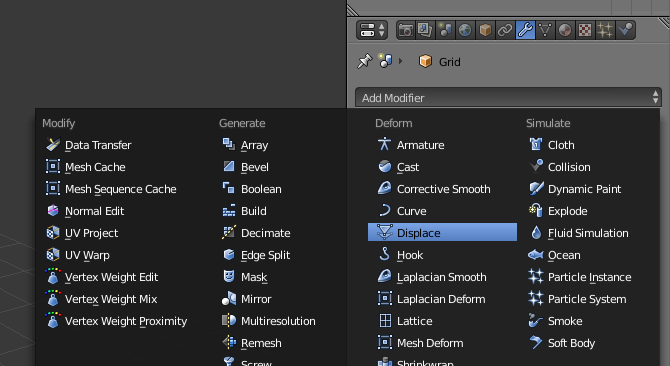 Grid
Add Modifier
Modify
Data Transfer
Mesh Cache
Mesh Sequence Cache
Normal Edit
UV Project
UV Warp
Vertex Weight Edit
Vertex Weight Mix
Vertex Weight Proximity
Generate
Array
Bevel
Boolean
Build
Decimate
Edge Split
Mask
Mirror
Multiresolution
Remesh
Screw
Deform
Armature
Cast
Corrective Smooth
Curve
Displace
Hook
Laplacian Smooth
Laplacian Deform
Lattice
Mesh Deform
Shrinkwrap
Simulate
Cloth
Collision
Dynamic Paint
Explode
Fluid Simulation
Ocean
Particle Instance
Particle System
Smoke
Soft Body